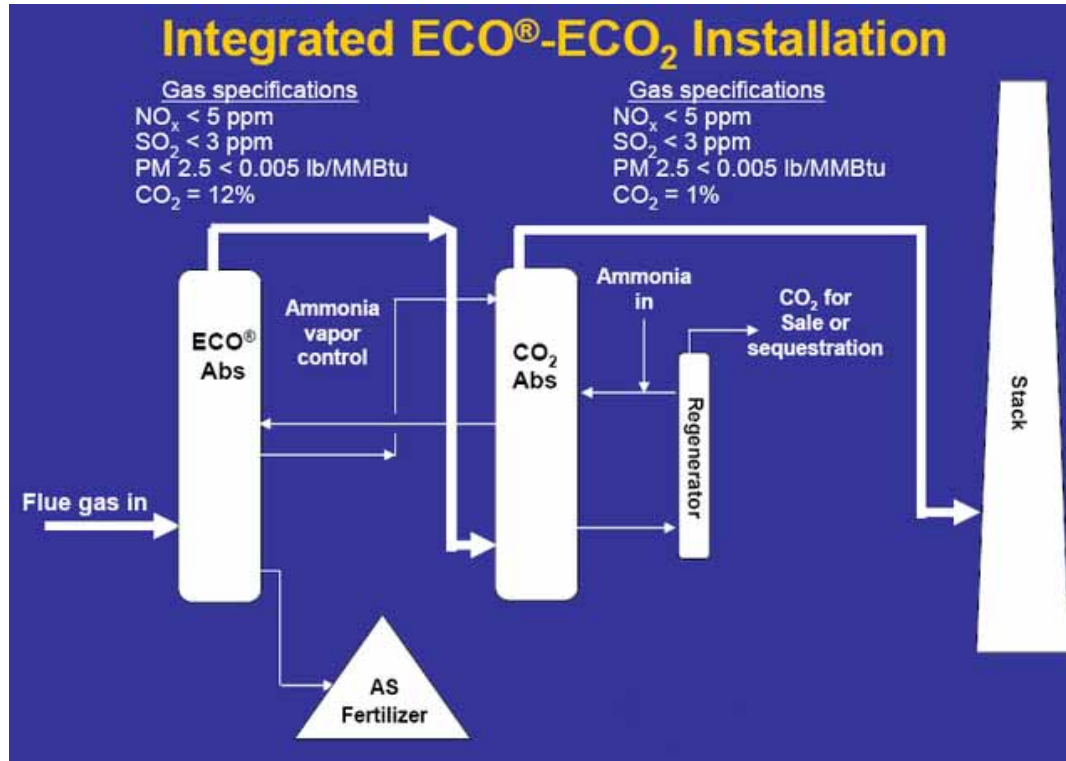 Integrated ECO®-ECO₂ Installation
Gas specifications
NOₓ < 5 ppm
SO₂ < 3 ppm
PM 2.5 < 0.005 lb/MMBtu
CO₂ = 12%
Gas specifications
NOₓ < 5 ppm
SO₂ < 3 ppm
PM 2.5 < 0.005 lb/MMBtu
CO₂ = 1%
ECO®
Abs
Ammonia
vapor
control
CO₂
Abs
Ammonia
in
CO₂ for
Sale or
sequestration
Regenerator
Stack
Flue gas in
AS
Fertilizer